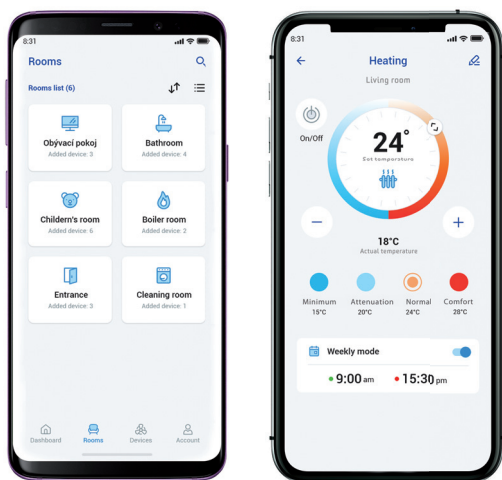 8:31
Rooms
Rooms list (6)
Obývací pokoj
Added device: 3
Bathroom
Added device: 4
Childern's room
Added device: 6
Boiler room
Added device: 2
Entrance
Added device: 3
Cleaning room
Added device: 1
Dashboard
Rooms
Devices
Account
8:31
Heating
Living room
On/Off
24°
Set temperature
18°C
Actual temperature
Minimum
15°C
Attenuation
20°C
Normal
24°C
Comfort
28°C
Weekly mode
9:00 am
15:30 pm